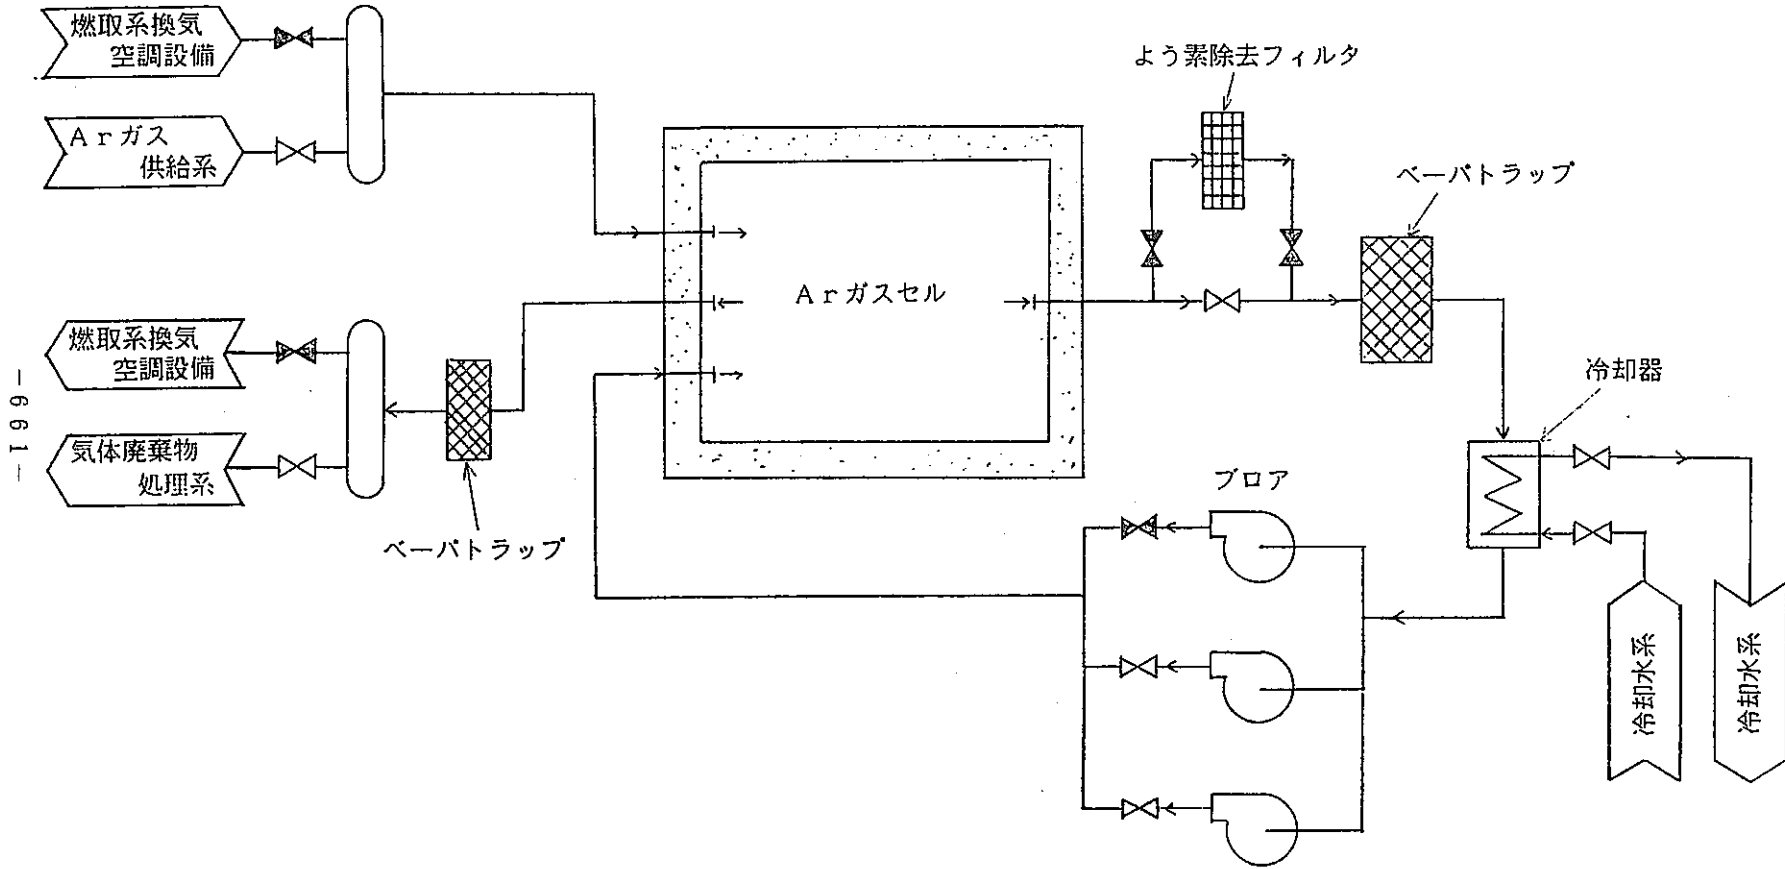 燃取系換気
空調設備
Arガス
供給系
よう素除去フィルタ
ベーパトラップ
Arガスセル
燃取系換気
空調設備
気体廃棄物
処理系
ベーパトラップ
冷却器
ブロア
冷却水系
冷却水系
-1661-